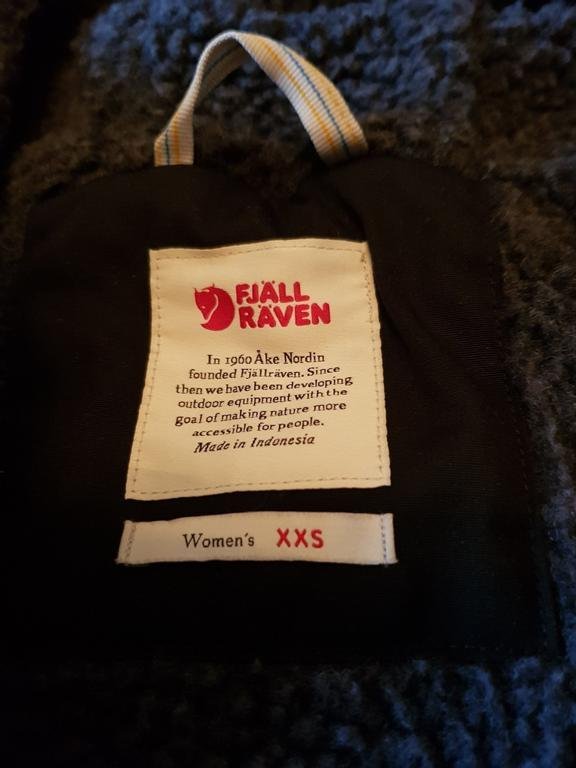 FJÄLL
RÄVEN
In 1960 Åke Nordin
founded Fjällräven. Since
then we have been developing
outdoor equipment with the
goal of making nature more
accessible for people.
Made in Indonesia
Women's XXS